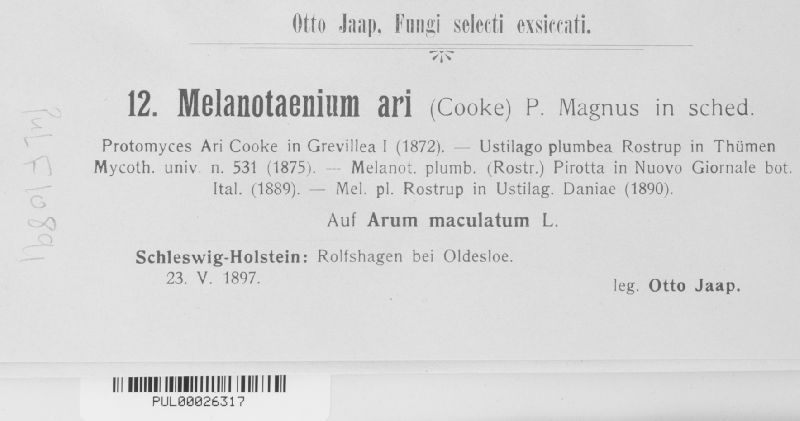 Otto Jaap. Fungi selecti exsiccati.
12. Melanotaenium ari (Cooke) P. Magnus in sched.
Protomyces Ari Cooke in Grevillea I (1872). — Ustilago plumbea Rostrup in Thümen
Mycoth. univ. n. 531 (1875). — Melanot. plumb. (Rostr.) Pirotta in Nuovo Giornale bot.
Ital. (1889). — Mel. pl. Rostrup in Ustilag. Daniae (1890).
Auf Arum maculatum L.
Schleswig-Holstein: Rolfshagen bei Oldesloe.
23. V. 1897.
leg. Otto Jaap.
PUL F10891
PUL00026317